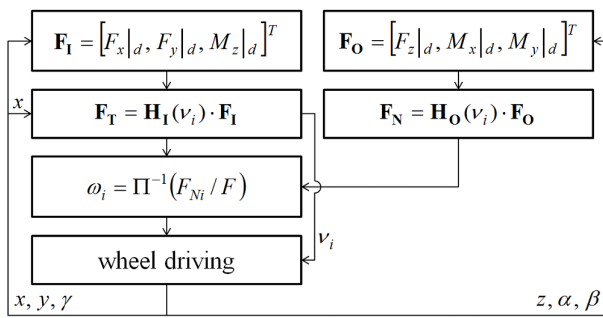 F_I = [F_x|_d, F_y|_d, M_z|_d]^T
F_O = [F_z|_d, M_x|_d, M_y|_d]^T
x
F_T = H_I(ν_i) · F_I
F_N = H_O(ν_i) · F_O
ω_i = Π^{-1}(F_{Ni} / F)
ν_i
wheel driving
x, y, γ
z, α, β